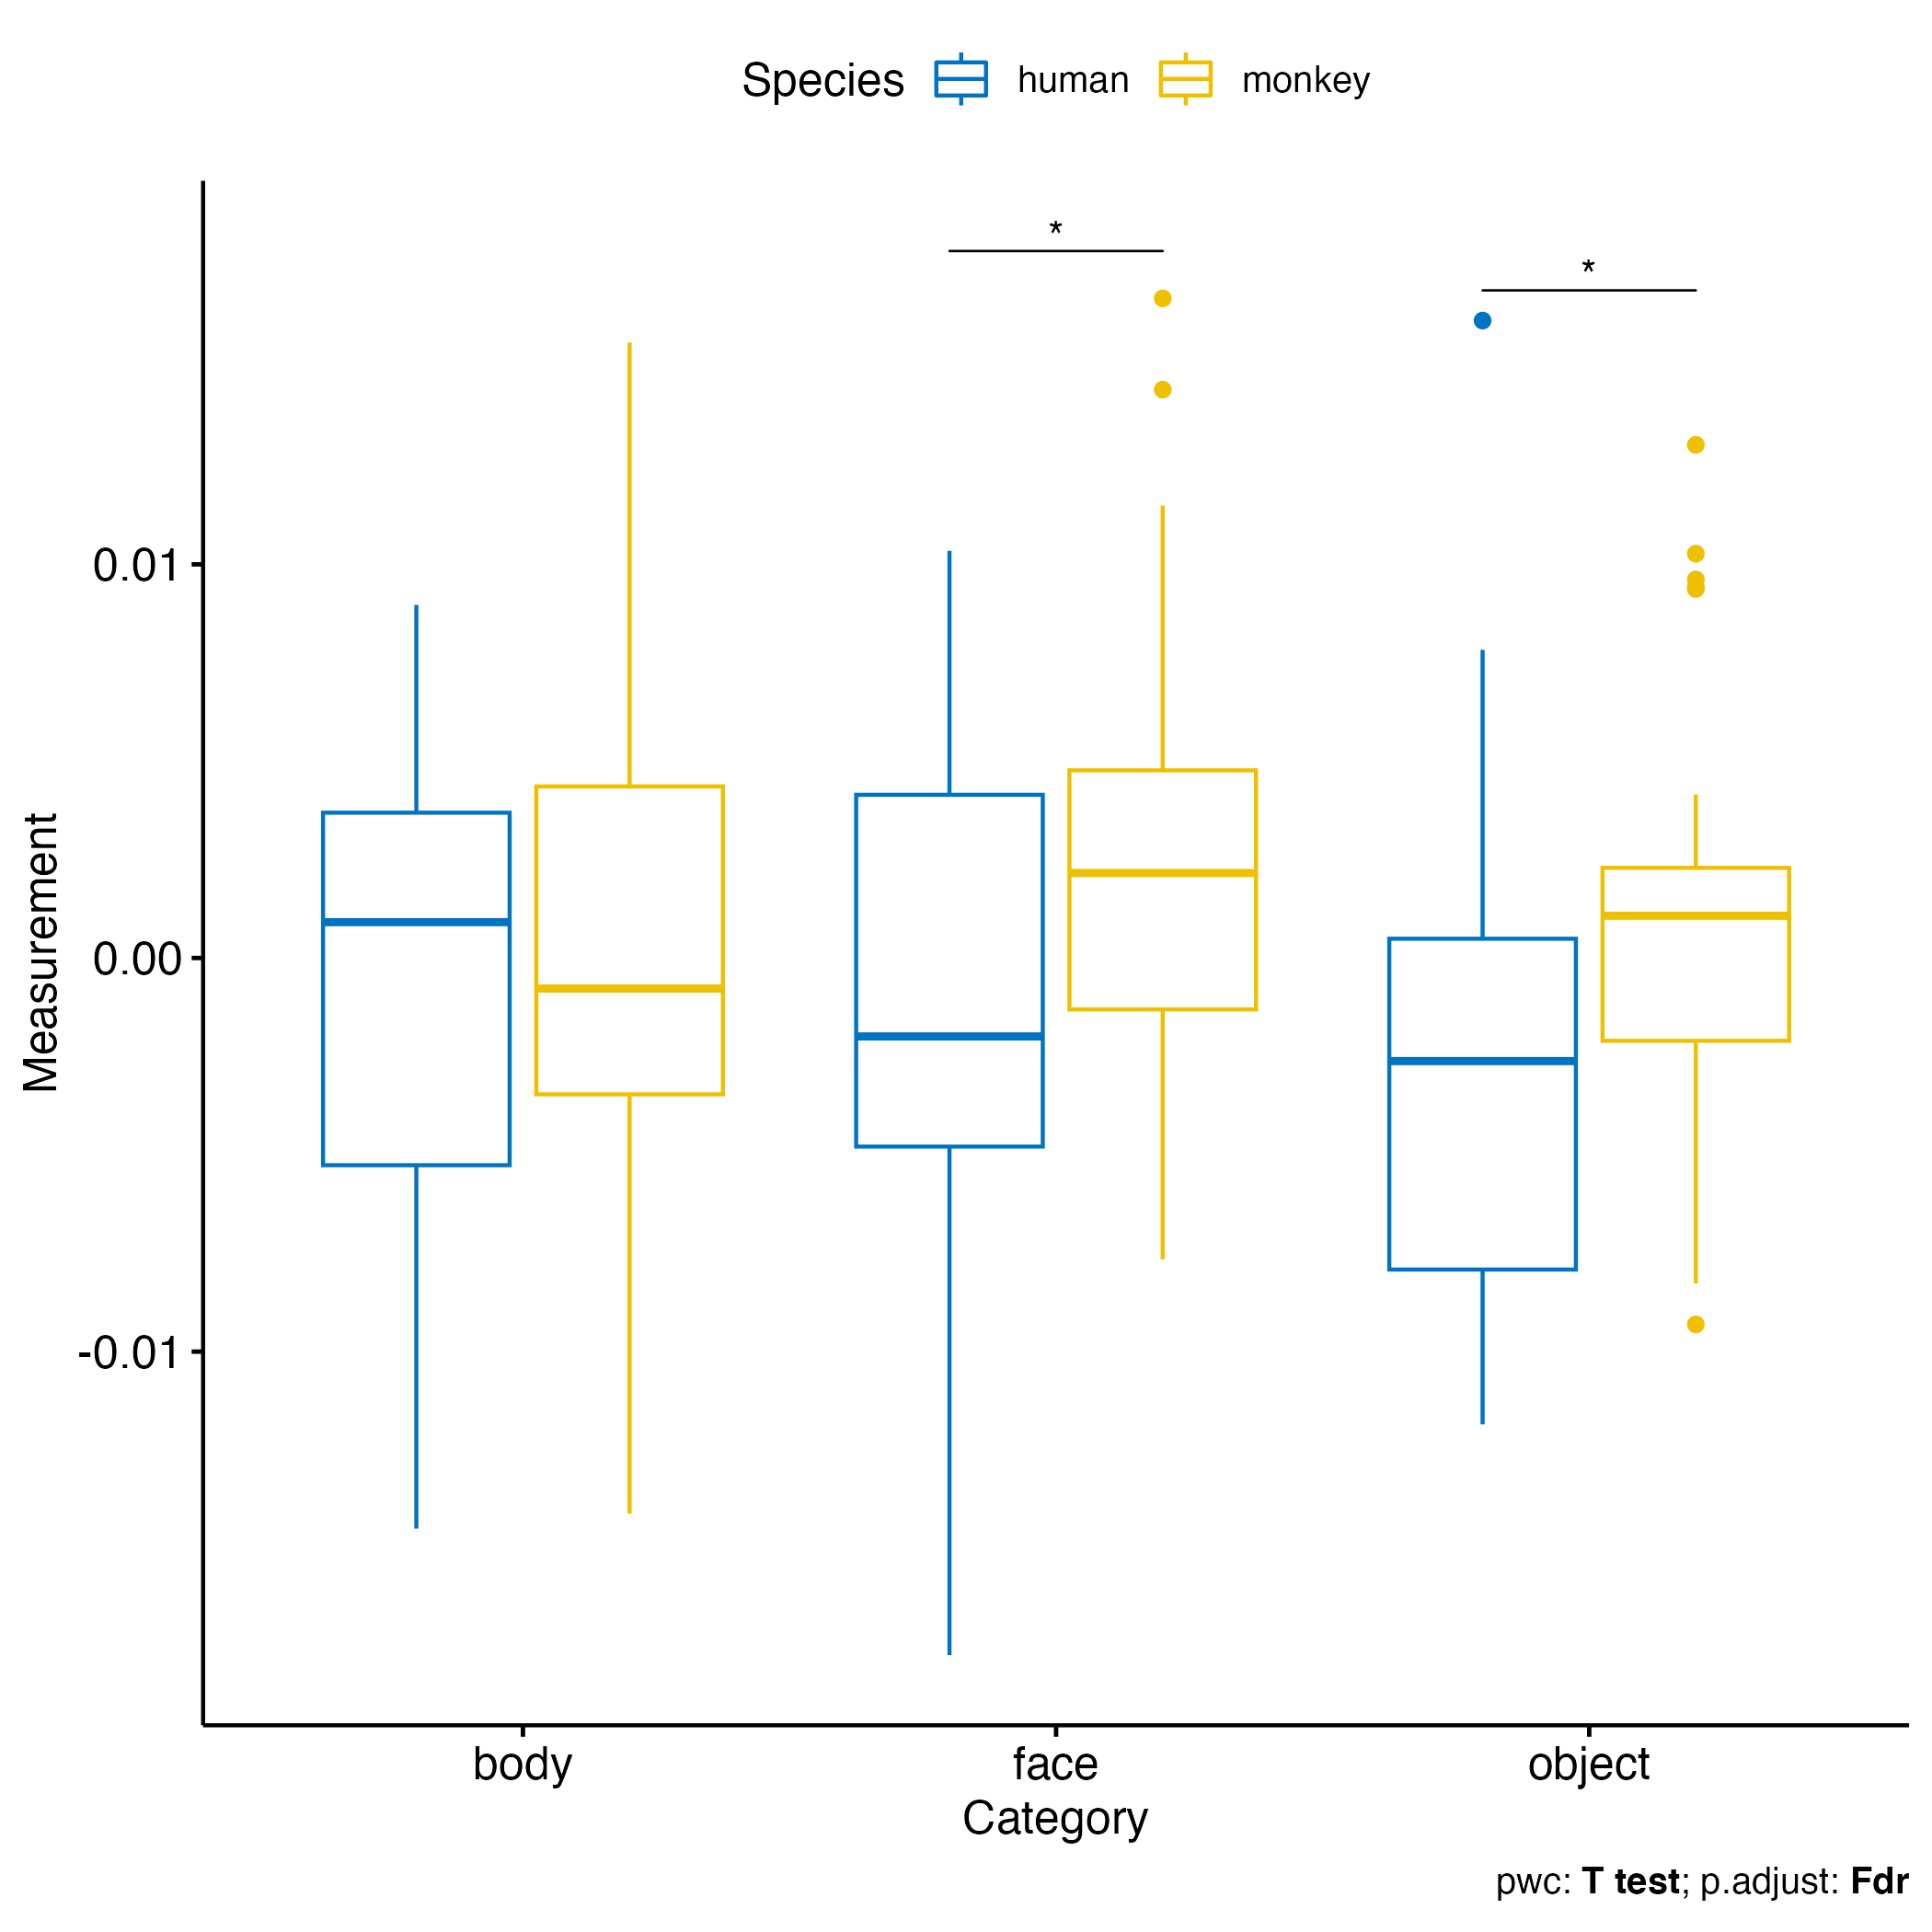 Species human monkey
*
*
Measurement
0.01
0.00
-0.01
body face object
Category
pwc: T test; p.adjust: Fdr